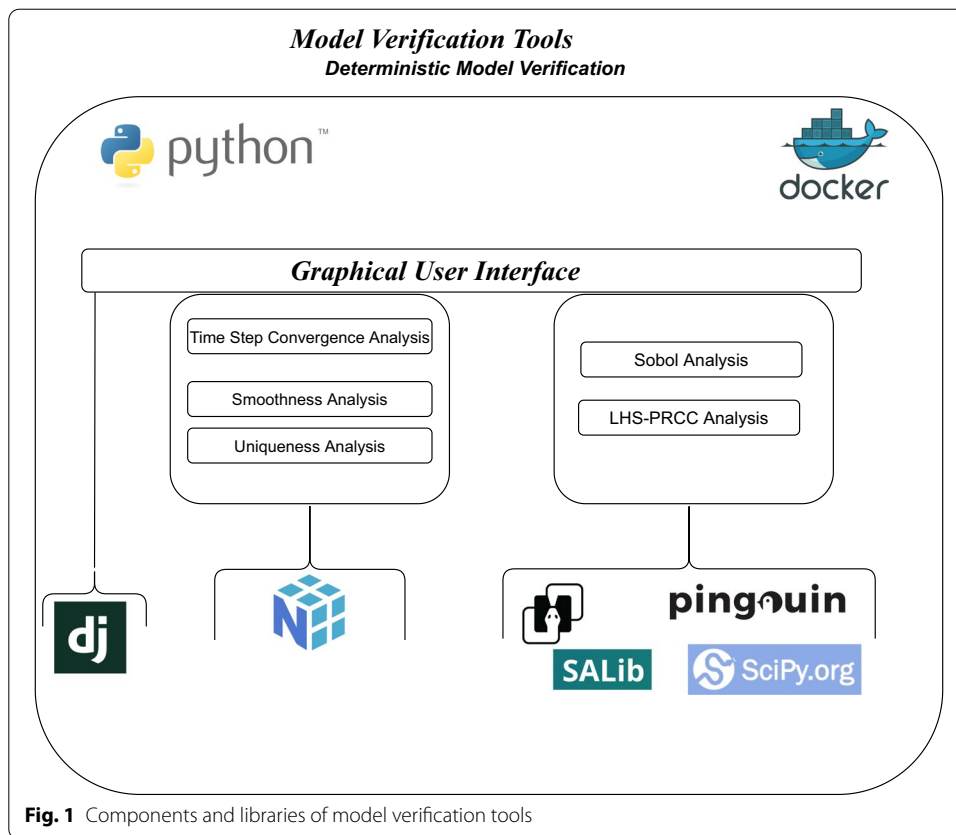 Model Verification Tools
Deterministic Model Verification
python™
docker
Graphical User Interface
Time Step Convergence Analysis
Smoothness Analysis
Uniqueness Analysis
Sobol Analysis
LHS-PRCC Analysis
dj
N
pingouin
SALib
SciPy.org
Fig. 1 Components and libraries of model verification tools